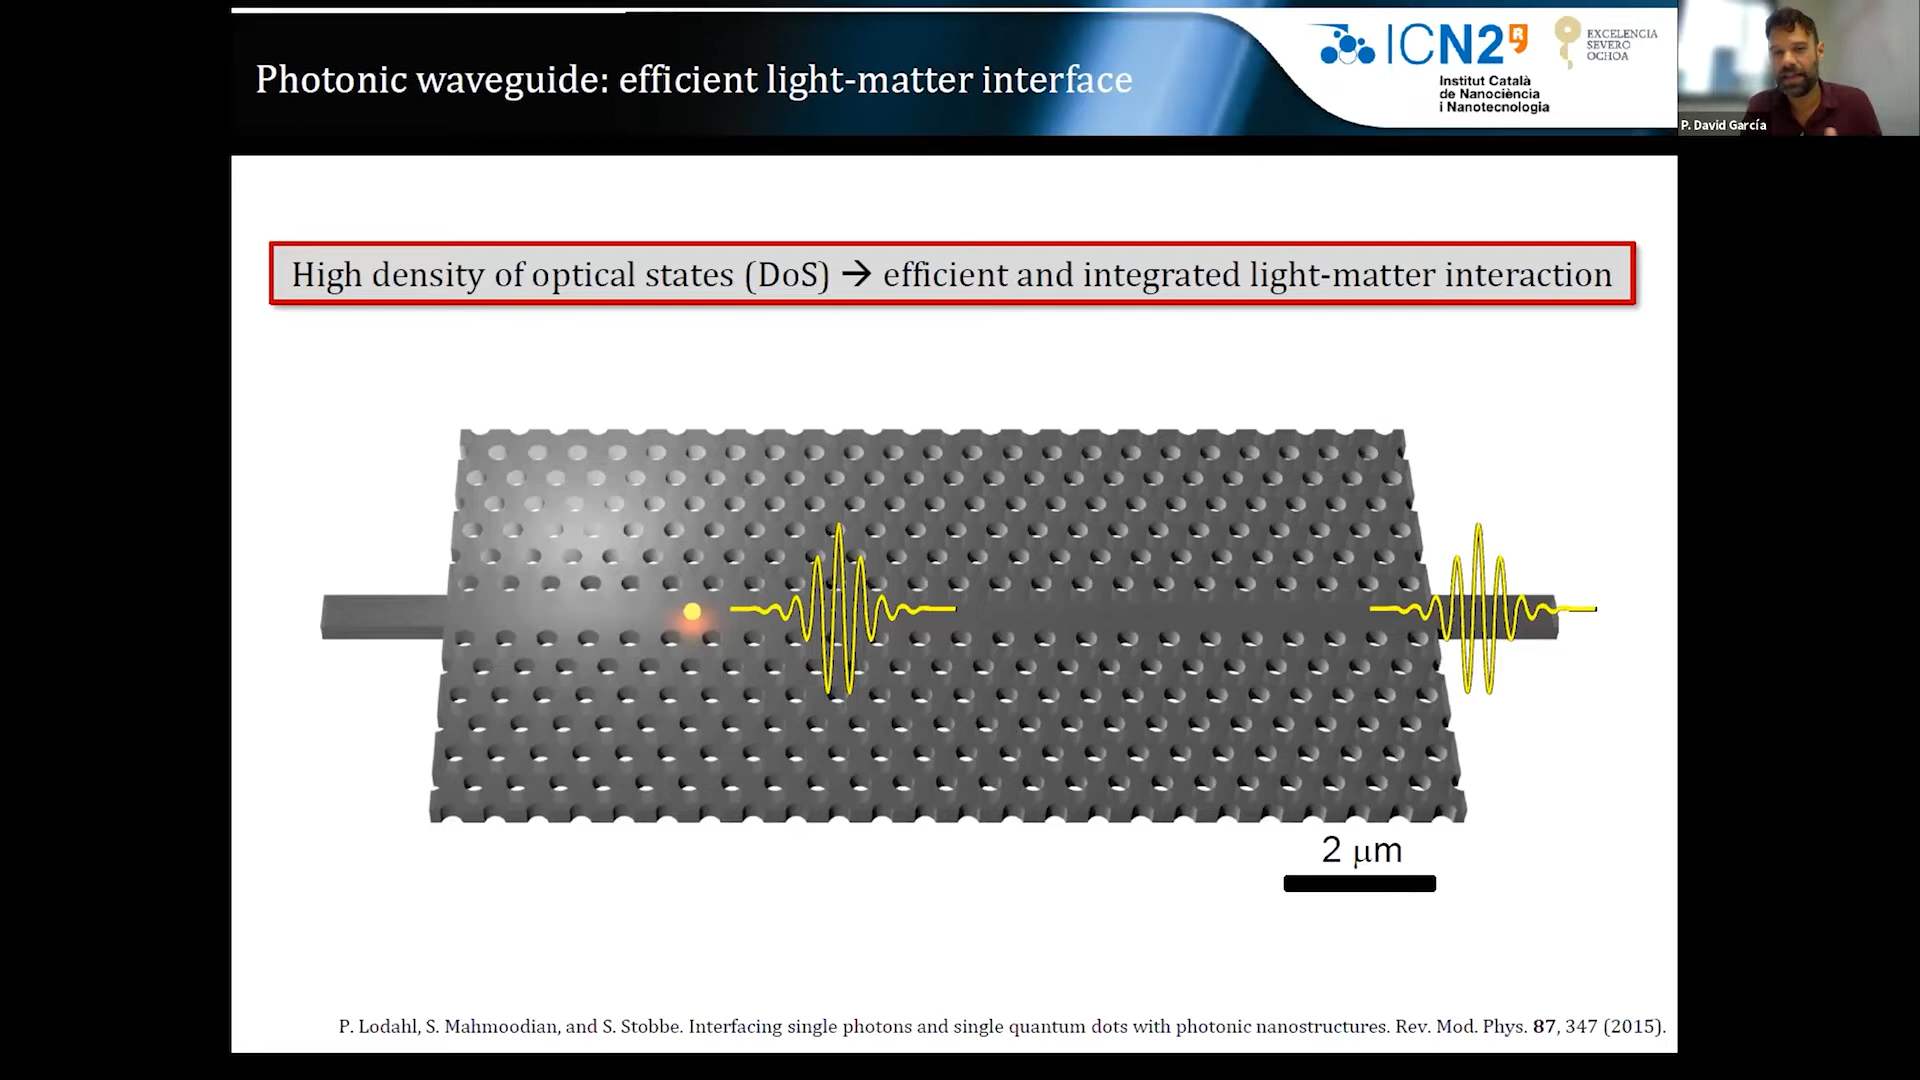 Photonic waveguide: efficient light-matter interface
ICN2R
Institut Català
de Nanociència
i Nanotecnologia
EXCELENCIA
SEVERO
OCHOA
P. David García
High density of optical states (DoS) → efficient and integrated light-matter interaction
2 μm
P. Lodahl, S. Mahmoodian, and S. Stobbe. Interfacing single photons and single quantum dots with photonic nanostructures. Rev. Mod. Phys. 87, 347 (2015).